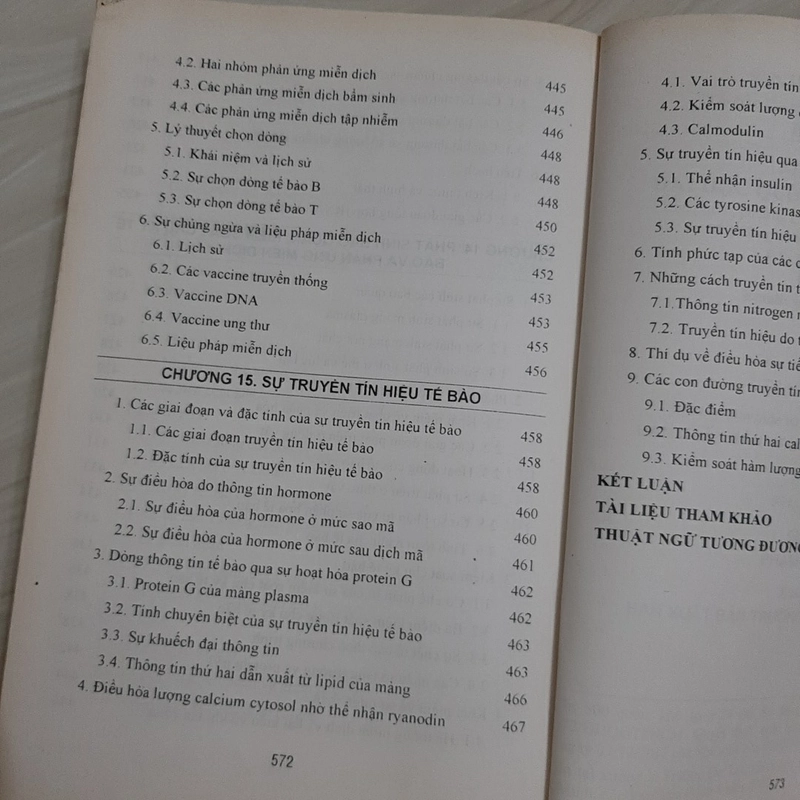 4.2. Hai nhóm phản ứng miễn dịch 445
4.3. Các phản ứng miễn dịch bẩm sinh 445
4.4. Các phản ứng miễn dịch tập nhiễm 446
5. Lý thuyết chọn dòng 448
5.1. Khái niệm và lịch sử 448
5.2. Sự chọn dòng tế bào B 448
5.3. Sự chọn dòng tế bào T 450
6. Sự chủng ngừa và liệu pháp miễn dịch 452
6.1. Lịch sử 452
6.2. Các vaccine truyền thống 453
6.3. Vaccine DNA 453
6.4. Vaccine ung thư 455
6.5. Liệu pháp miễn dịch 456
CHƯƠNG 15. SỰ TRUYỀN TÍN HIỆU TẾ BÀO
1. Các giai đoạn và đặc tính của sự truyền tín hiệu tế bào 458
1.1. Các giai đoạn truyền tín hiệu tế bào 458
1.2. Đặc tính của sự truyền tín hiệu tế bào 458
2. Sự điều hòa do thông tin hormone 460
2.1. Sự điều hòa của hormone ở mức sao mã 460
2.2. Sự điều hòa của hormone ở mức sau dịch mã 461
3. Dòng thông tin tế bào qua sự hoạt hóa protein G 462
3.1. Protein G của màng plasma 462
3.2. Tính chuyên biệt của sự truyền tín hiệu tế bào 463
3.3. Sự khuếch đại thông tin 463
3.4. Thông tin thứ hai dẫn xuất từ lipid của màng 466
4. Điều hòa lượng calcium cytosol nhờ thể nhận ryanodin 467
572
4.1. Vai trò truyền tín
4.2. Kiểm soát lượng
4.3. Calmodulin
5. Sự truyền tín hiệu qua
5.1. Thể nhận insulin
5.2. Các tyrosine kinas
5.3. Sự truyền tín hiệu
6. Tính phức tạp của các
7. Những cách truyền tin
7.1.Thông tin nitrogen
7.2. Truyền tín hiệu do
8. Thí dụ về điều hòa sự
9. Các con đường truyền
9.1. Đặc điểm
9.2. Thông tin thứ hai cal
9.3. Kiểm soát hàm lượng
KẾT LUẬN
TÀI LIỆU THAM KHẢO
THUẬT NGỮ TƯƠNG ĐƯƠNG
573